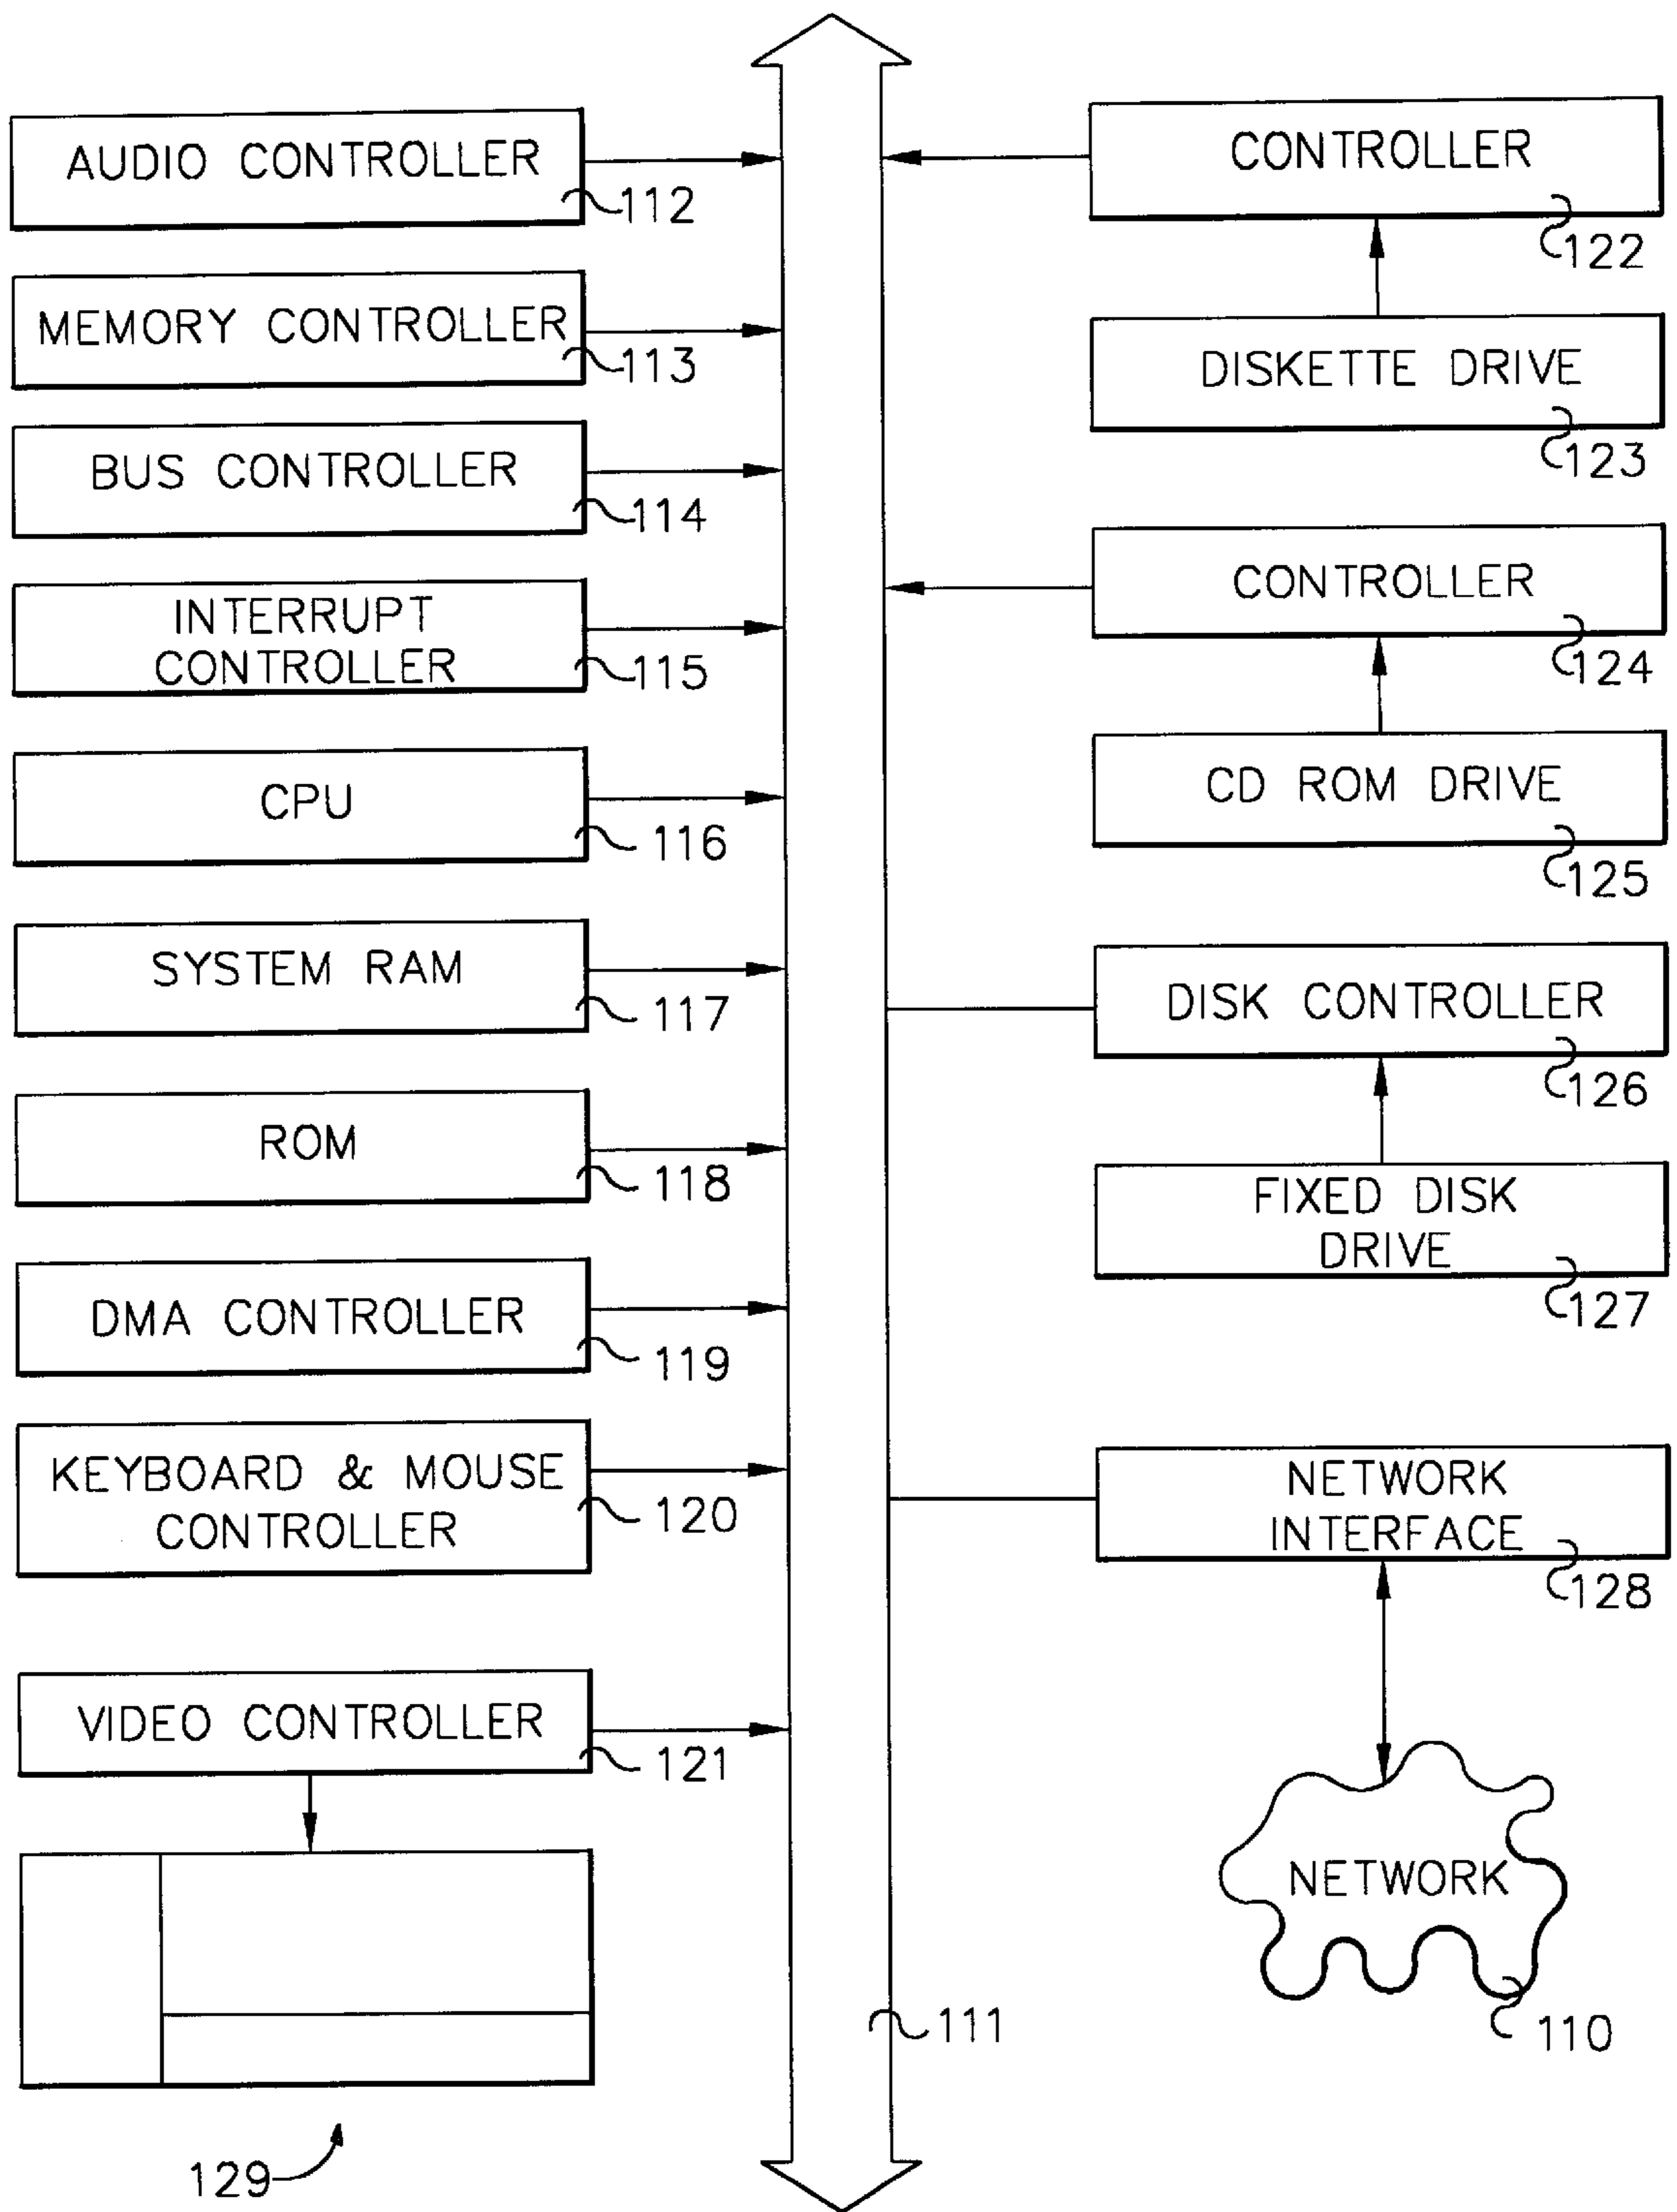 AUDIO CONTROLLER
112
MEMORY CONTROLLER
113
BUS CONTROLLER
114
INTERRUPT
CONTROLLER
115
CPU
116
SYSTEM RAM
117
ROM
118
DMA CONTROLLER
119
KEYBOARD & MOUSE
CONTROLLER
120
VIDEO CONTROLLER
121
129
111
CONTROLLER
122
DISKETTE DRIVE
123
CONTROLLER
124
CD ROM DRIVE
125
DISK CONTROLLER
126
FIXED DISK
DRIVE
127
NETWORK
INTERFACE
128
NETWORK
110